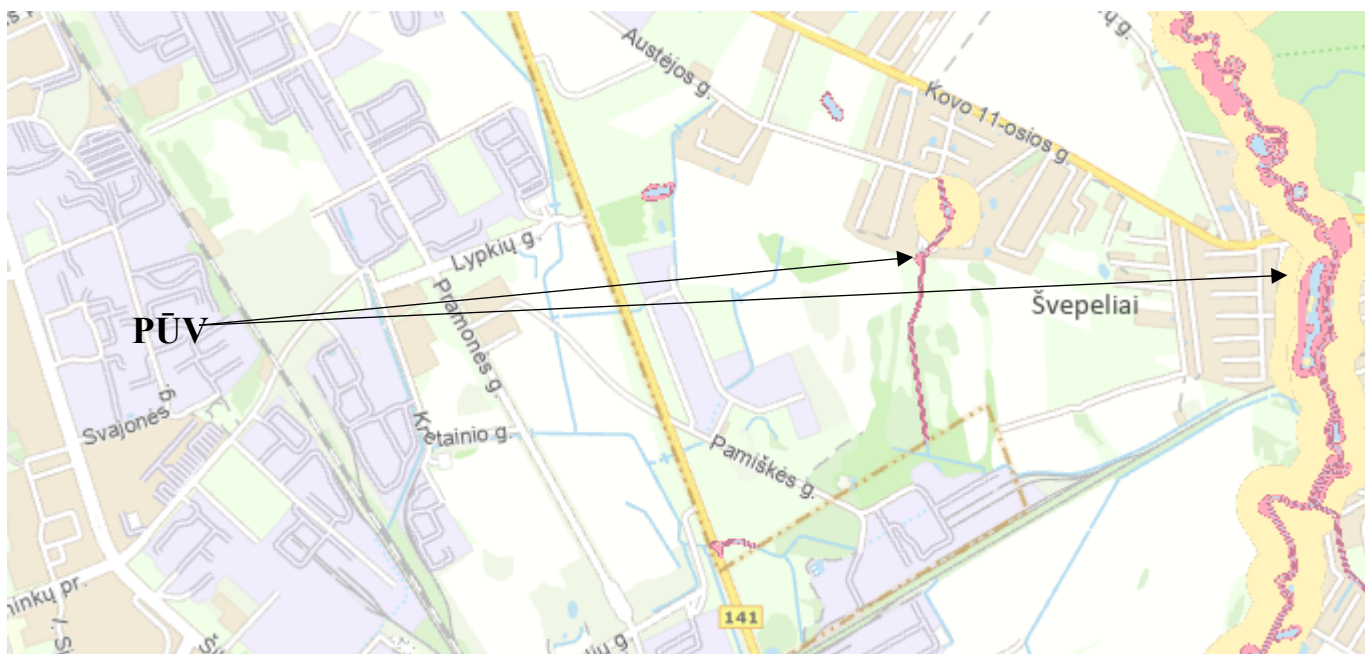 Austėjos g.
Kovo 11-osios g.
Lypkių g.
Pramonės g.
Švepeliai
PŪV
Svajonės g.
Kretainio g.
Pamiškės g.
141